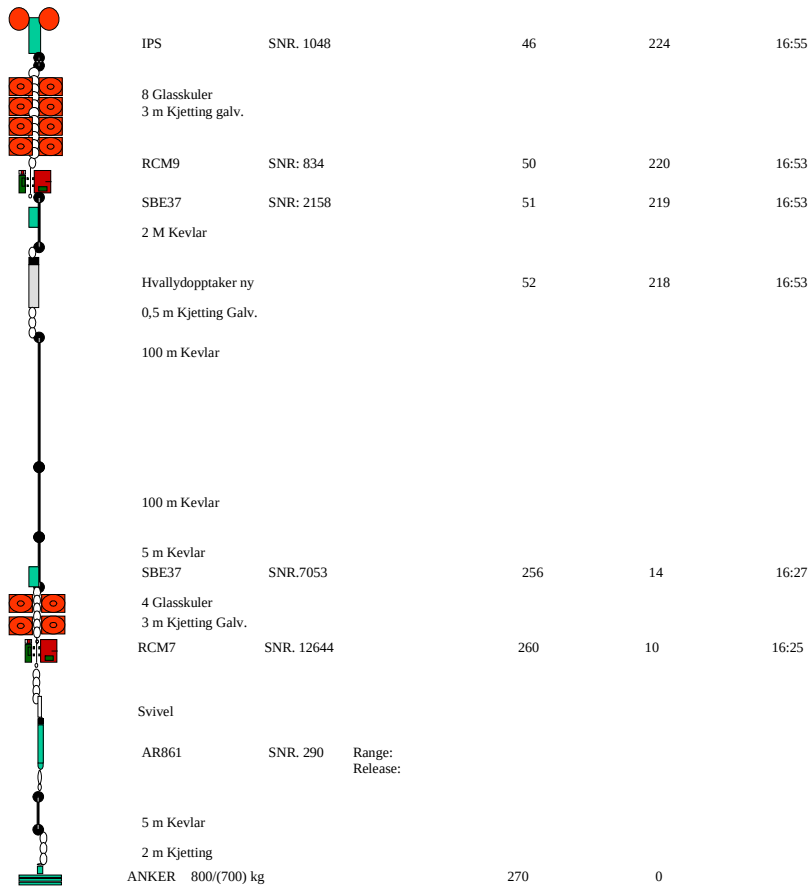 IPS SNR. 1048 46 224 16:55
8 Glasskuler
3 m Kjetting galv.
RCM9 SNR: 834 50 220 16:53
SBE37 SNR: 2158 51 219 16:53
2 M Kevlar
Hvallydopptaker ny 52 218 16:53
0,5 m Kjetting Galv.
100 m Kevlar
100 m Kevlar
5 m Kevlar
SBE37 SNR.7053 256 14 16:27
4 Glasskuler
3 m Kjetting Galv.
RCM7 SNR. 12644 260 10 16:25
Svivel
AR861 SNR. 290 Range:
Release:
5 m Kevlar
2 m Kjetting
ANKER 800/(700) kg 270 0